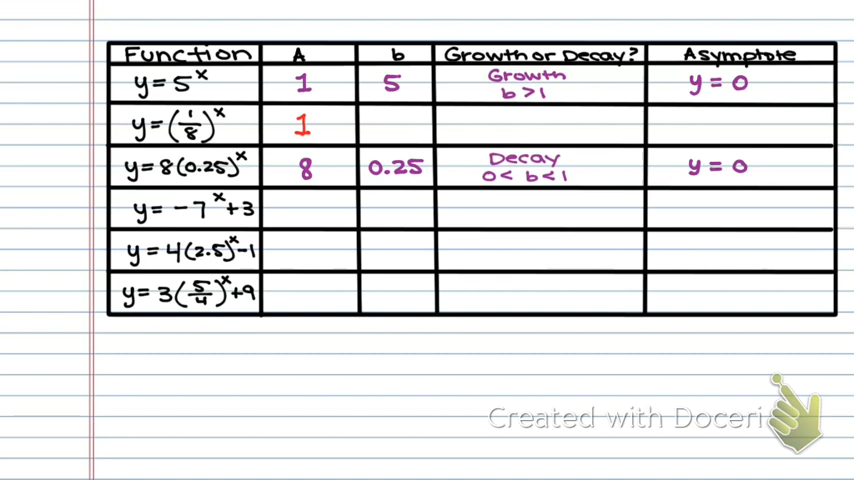 Function A b Growth or Decay? Asymptote
y = 5^x 1 5 Growth b > 1 y = 0
y = (1/8)^x 1
y = 8(0.25)^x 8 0.25 Decay 0 < b < 1 y = 0
y = -7^x + 3
y = 4(2.5)^x - 1
y = 3(5/4)^x + 9
Created with Doceri